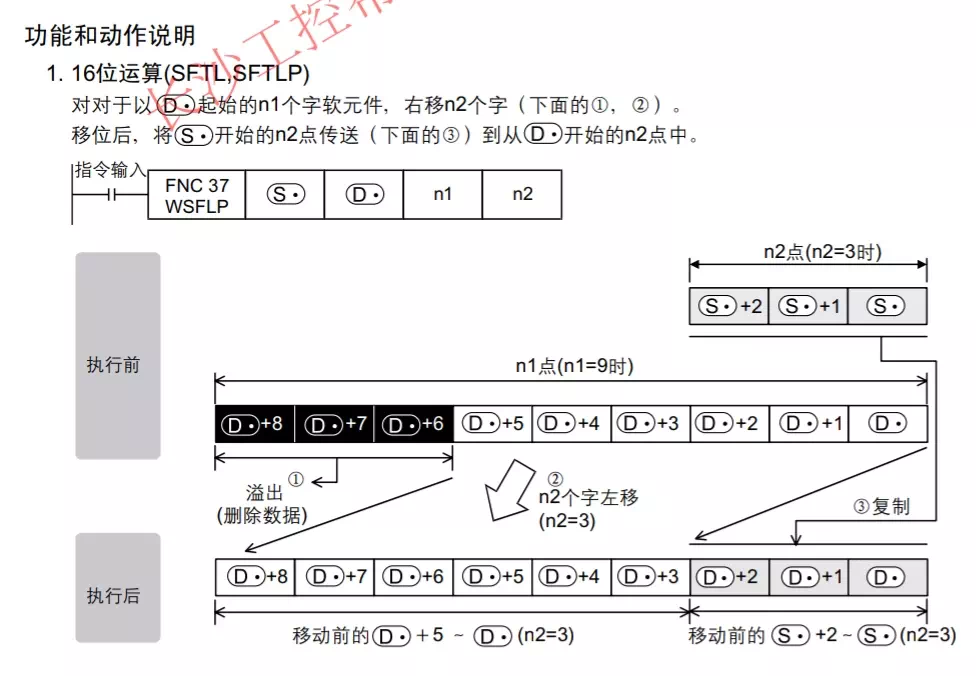 功能和动作说明
1. 16位运算(SFTL,SFTLP)
对对于以(D·)起始的n1个字软元件，右移n2个字（下面的①，②）。
移位后，将(S·)开始的n2点传送（下面的③）到从(D·)开始的n2点中。
长沙工控帮
指令输入
FNC 37
WSFLP
(S·) (D·) n1 n2
n2点(n2=3时)
(S·)+2 (S·)+1 (S·)
执行前
n1点(n1=9时)
(D·)+8 (D·)+7 (D·)+6 (D·)+5 (D·)+4 (D·)+3 (D·)+2 (D·)+1 (D·)
①
溢出
(删除数据)
②
n2个字左移
(n2=3)
③复制
执行后
(D·)+8 (D·)+7 (D·)+6 (D·)+5 (D·)+4 (D·)+3 (D·)+2 (D·)+1 (D·)
移动前的(D·)+5 ~ (D·)(n2=3)
移动前的(S·)+2~(S·)(n2=3)